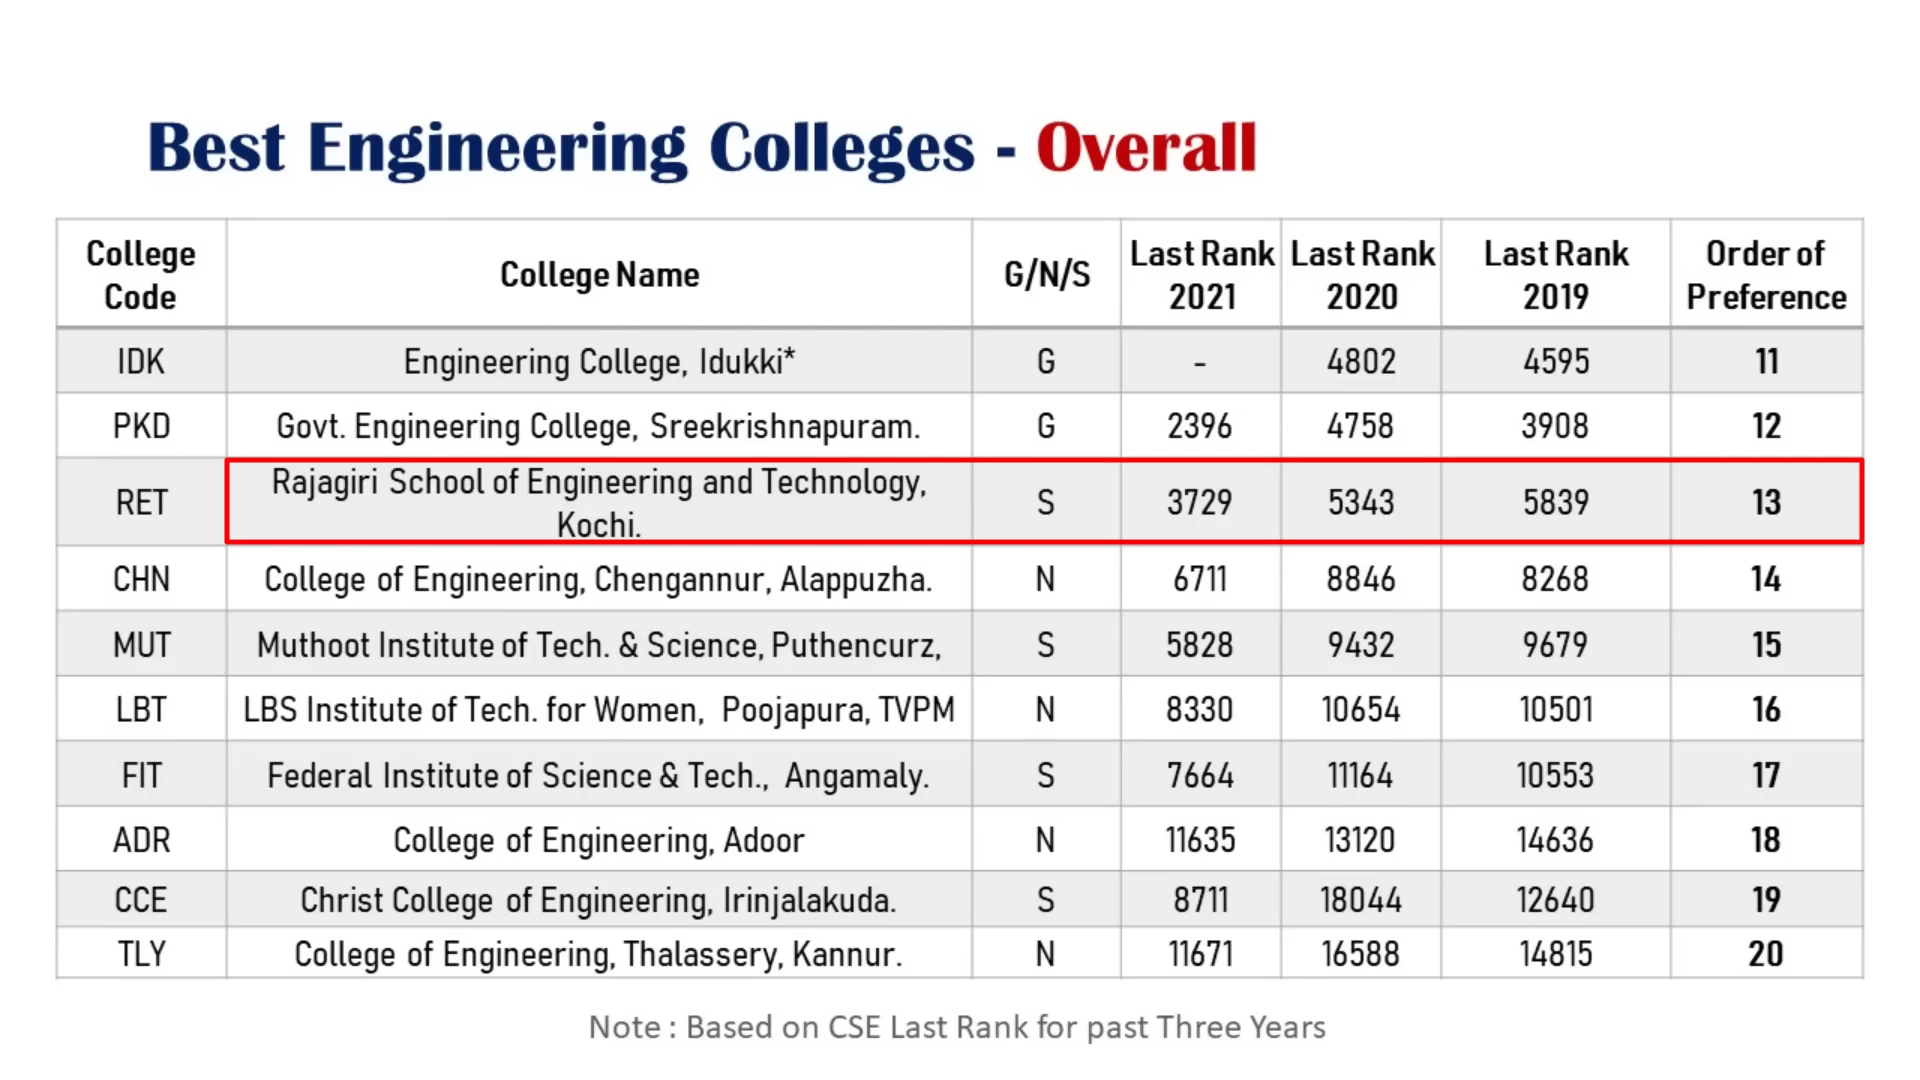 Best Engineering Colleges - Overall
College Code College Name G/N/S Last Rank 2021 Last Rank 2020 Last Rank 2019 Order of Preference
IDK Engineering College, Idukki* G - 4802 4595 11
PKD Govt. Engineering College, Sreekrishnapuram. G 2396 4758 3908 12
RET Rajagiri School of Engineering and Technology, Kochi. S 3729 5343 5839 13
CHN College of Engineering, Chengannur, Alappuzha. N 6711 8846 8268 14
MUT Muthoot Institute of Tech. & Science, Puthencurz, S 5828 9432 9679 15
LBT LBS Institute of Tech. for Women, Poojapura, TVPM N 8330 10654 10501 16
FIT Federal Institute of Science & Tech., Angamaly. S 7664 11164 10553 17
ADR College of Engineering, Adoor N 11635 13120 14636 18
CCE Christ College of Engineering, Irinjalakuda. S 8711 18044 12640 19
TLY College of Engineering, Thalassery, Kannur. N 11671 16588 14815 20
Note : Based on CSE Last Rank for past Three Years